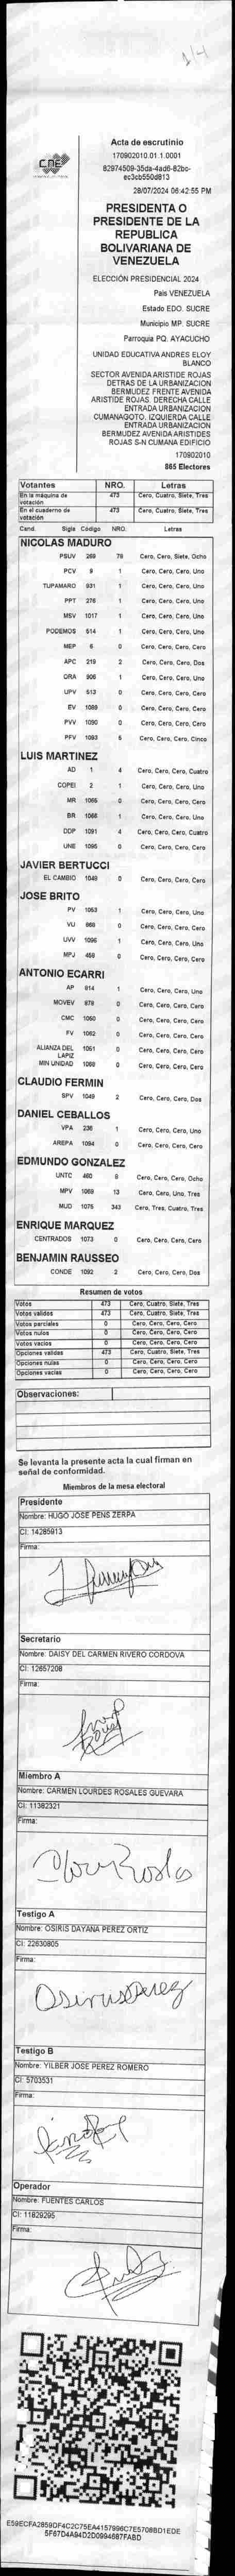 1/4
CNE
Acta de escrutinio
170902010.01.1.0001
82974509-35da-4ad6-82bc-
ec3cb550d813
28/07/2024 06:42:55 PM
PRESIDENTA O
PRESIDENTE DE LA
REPUBLICA
BOLIVARIANA DE
VENEZUELA
ELECCIÓN PRESIDENCIAL 2024
País VENEZUELA
Estado EDO. SUCRE
Municipio MP. SUCRE
Parroquia PQ. AYACUCHO
UNIDAD EDUCATIVA ANDRES ELOY
BLANCO
SECTOR AVENIDA ARISTIDE ROJAS
DETRAS DE LA URBANIZACION
BERMUDEZ FRENTE AVENIDA
ARISTIDE ROJAS. DERECHA CALLE
ENTRADA URBANIZACION
CUMANAGOTO. IZQUIERDA CALLE
ENTRADA URBANIZACION
BERMUDEZ AVENIDA ARISTIDES
ROJAS S-N CUMANA EDIFICIO
170902010
885 Electores
Votantes NRO. Letras
En la máquina de votación 473 Cero, Cuatro, Siete, Tres
En el cuaderno de votación 473 Cero, Cuatro, Siete, Tres
Cand. Sigla Código NRO. Letras
NICOLAS MADURO
PSUV 269 78 Cero, Cero, Siete, Ocho
PCV 9 1 Cero, Cero, Cero, Uno
TUPAMARO 931 1 Cero, Cero, Cero, Uno
PPT 276 1 Cero, Cero, Cero, Uno
MSV 1017 1 Cero, Cero, Cero, Uno
PODEMOS 514 1 Cero, Cero, Cero, Uno
MEP 6 0 Cero, Cero, Cero, Cero
APC 219 2 Cero, Cero, Cero, Dos
ORA 906 1 Cero, Cero, Cero, Uno
UPV 513 0 Cero, Cero, Cero, Cero
EV 1089 0 Cero, Cero, Cero, Cero
PVV 1090 0 Cero, Cero, Cero, Cero
PFV 1093 5 Cero, Cero, Cero, Cinco
LUIS MARTINEZ
AD 1 4 Cero, Cero, Cero, Cuatro
COPEI 2 1 Cero, Cero, Cero, Uno
MR 1065 0 Cero, Cero, Cero, Cero
BR 1066 1 Cero, Cero, Cero, Uno
DDP 1091 4 Cero, Cero, Cero, Cuatro
UNE 1095 0 Cero, Cero, Cero, Cero
JAVIER BERTUCCI
EL CAMBIO 1048 0 Cero, Cero, Cero, Cero
JOSE BRITO
PV 1053 1 Cero, Cero, Cero, Uno
VU 960 0 Cero, Cero, Cero, Cero
UVV 1096 1 Cero, Cero, Cero, Uno
MPJ 458 0 Cero, Cero, Cero, Cero
ANTONIO ECARRI
AP 814 1 Cero, Cero, Cero, Uno
MOVEV 978 0 Cero, Cero, Cero, Cero
CMC 1050 0 Cero, Cero, Cero, Cero
FV 1062 0 Cero, Cero, Cero, Cero
ALIANZA DEL LAPIZ 1061 0 Cero, Cero, Cero, Cero
MIN UNIDAD 1060 0 Cero, Cero, Cero, Cero
CLAUDIO FERMIN
SPV 1049 2 Cero, Cero, Cero, Dos
DANIEL CEBALLOS
VPA 236 1 Cero, Cero, Cero, Uno
AREPA 1094 0 Cero, Cero, Cero, Cero
EDMUNDO GONZALEZ
UNTC 460 8 Cero, Cero, Cero, Ocho
MPV 1069 13 Cero, Cero, Uno, Tres
MUD 1075 343 Cero, Tres, Cuatro, Tres
ENRIQUE MARQUEZ
CENTRADOS 1073 0 Cero, Cero, Cero, Cero
BENJAMIN RAUSSEO
CONDE 1092 2 Cero, Cero, Cero, Dos
Resumen de votos
Votos 473 Cero, Cuatro, Siete, Tres
Votos validos 473 Cero, Cuatro, Siete, Tres
Votos parciales 0 Cero, Cero, Cero, Cero
Votos nulos 0 Cero, Cero, Cero, Cero
Votos vacios 0 Cero, Cero, Cero, Cero
Opciones validas 473 Cero, Cuatro, Siete, Tres
Opciones nulas 0 Cero, Cero, Cero, Cero
Opciones vacias 0 Cero, Cero, Cero, Cero
Observaciones:
Se levanta la presente acta la cual firman en
señal de conformidad.
Miembros de la mesa electoral
Presidente
Nombre: HUGO JOSE PENS ZERPA
CI: 14285913
Firma:
Secretario
Nombre: DAISY DEL CARMEN RIVERO CORDOVA
CI: 12657208
Firma:
Miembro A
Nombre: CARMEN LOURDES ROSALES GUEVARA
CI: 11382321
Firma:
Testigo A
Nombre: OSIRIS DAYANA PEREZ ORTIZ
CI: 22630805
Firma:
Osiris Perez
Testigo B
Nombre: YILBER JOSE PEREZ ROMERO
CI: 5703531
Firma:
Operador
Nombre: FUENTES CARLOS
CI: 11829295
Firma:
E59ECFA2859DF4C2C75EA4157996C7E5708BD1EDE
5F67D4A94D2D0994687FABD